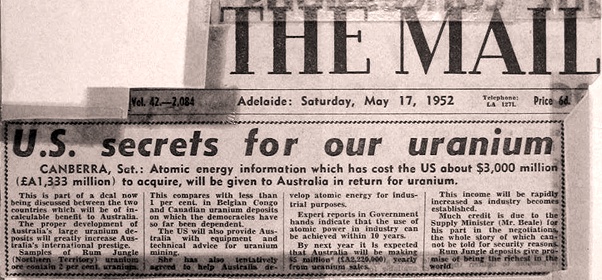 THE MAIL
Vol. 42.—2,084
Adelaide: Saturday, May 17, 1952
Telephone:
LA 1271.
Price 6d.
U.S. secrets for our uranium
CANBERRA, Sat.: Atomic energy information which has cost the US about $3,000 million
(£A1,333 million) to acquire, will be given to Australia in return for uranium.
This is part of a deal now
being discussed between the two
countries which will be of in-
calculable benefit to Australia.
The proper development of
Australia's large uranium de-
posits will greatly increase Aus-
tralia's international prestige.
Samples of Rum Jungle
(Northern Territory) uranium
ore contain 2 per cent. uranium.
This compares with less than
1 per cent. in Belgian Congo
and Canadian uranium deposits
on which the democracies have
so far been dependent.
The US will also provide Aus-
tralia with equipment and
technical advice for uranium
mining.
She has also tentatively
agreed to help Australia de-
velop atomic energy for indus-
trial purposes.
Expert reports in Government
hands indicate that the use of
atomic power in industry can
be achieved within 10 years.
By next year it is expected
that Australia will be making
$5 million (£A2,220,000) yearly
from uranium sales.
This income will be rapidly
increased as industry becomes
established.
Much credit is due to the
Supply Minister (Mr. Beale) for
his part in the negotiations,
the whole story of which can-
not be told for security reasons.
Rum Jungle deposits give pro-
mise of being the richest in the
world.